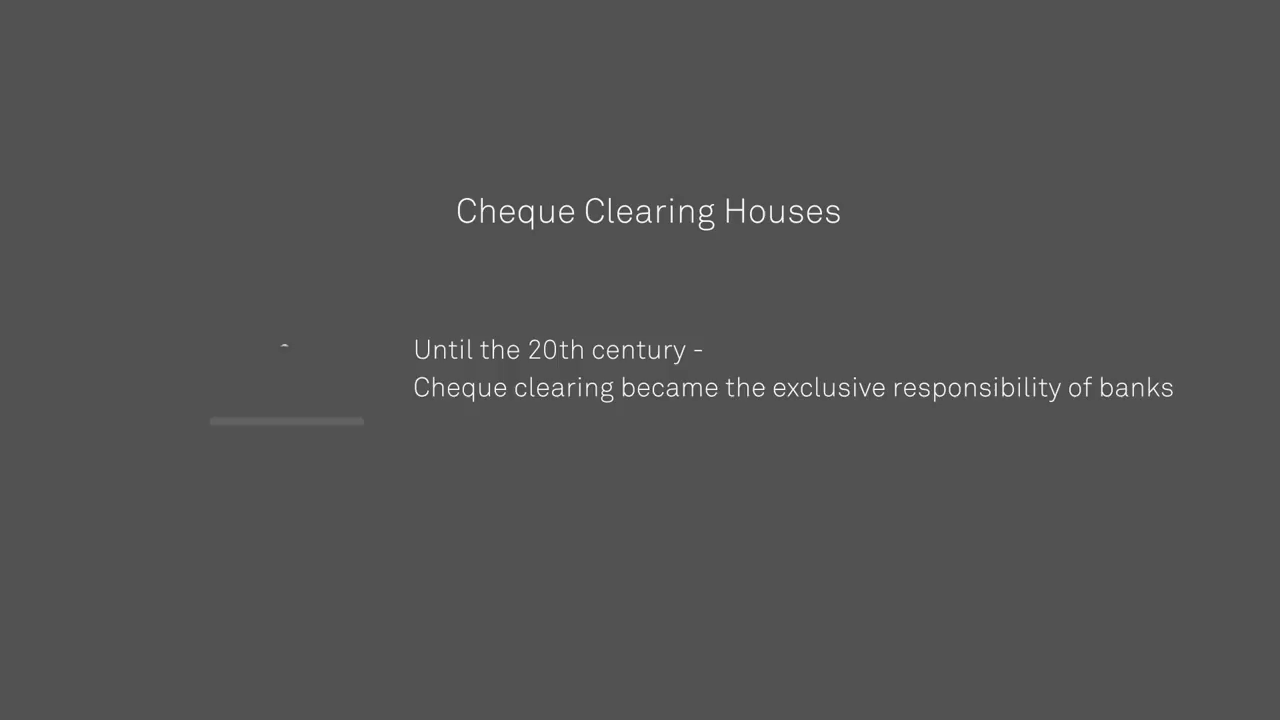 Cheque Clearing Houses
Until the 20th century -
Cheque clearing became the exclusive responsibility of banks